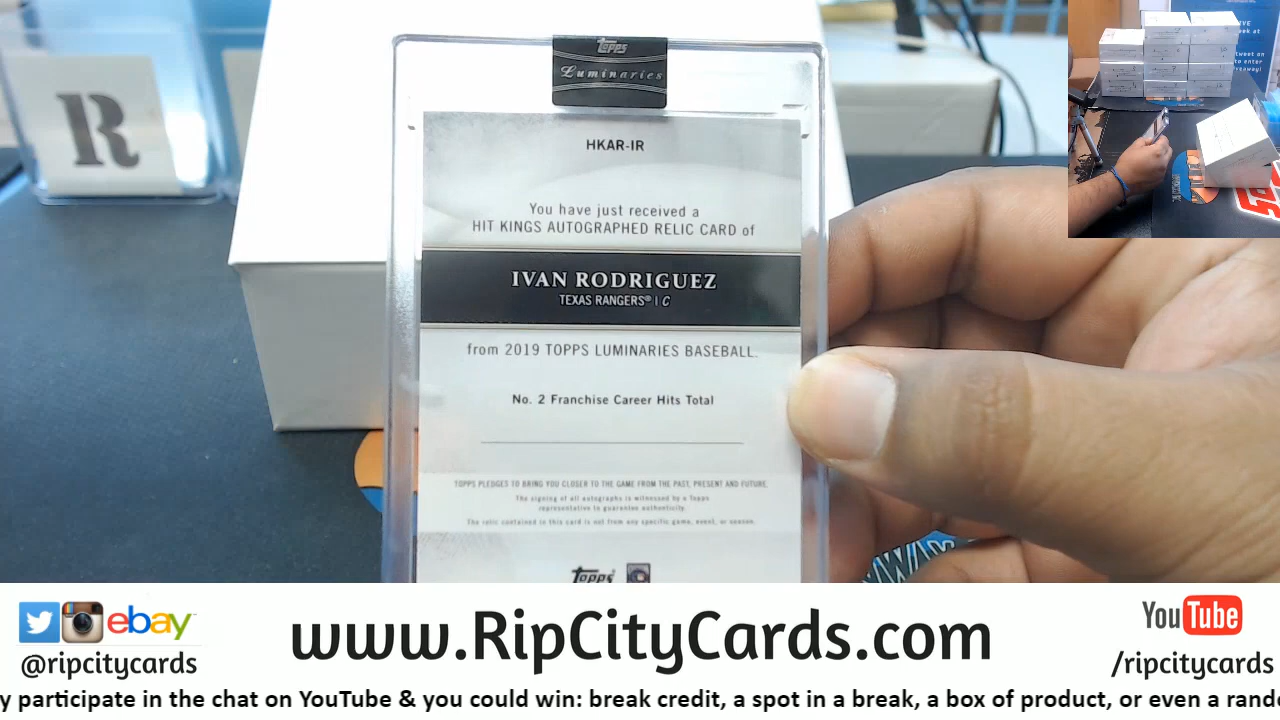 Topps
Luminaries
R
HKAR-IR
You have just received a
HIT KINGS AUTOGRAPHED RELIC CARD of
IVAN RODRIGUEZ
TEXAS RANGERS® | C
from 2019 TOPPS LUMINARIES BASEBALL.
No. 2 Franchise Career Hits Total
TOPPS PLEDGES TO BRING YOU CLOSER TO THE GAME FROM THE PAST, PRESENT AND FUTURE.
The signing of all autographs is witnessed by a Topps
representative to guarantee authenticity.
The relic contained in this card is not from any specific game, event, or season.
Topps
ebay
@ripcitycards
www.RipCityCards.com
YouTube
/ripcitycards
y participate in the chat on YouTube & you could win: break credit, a spot in a break, a box of product, or even a rand